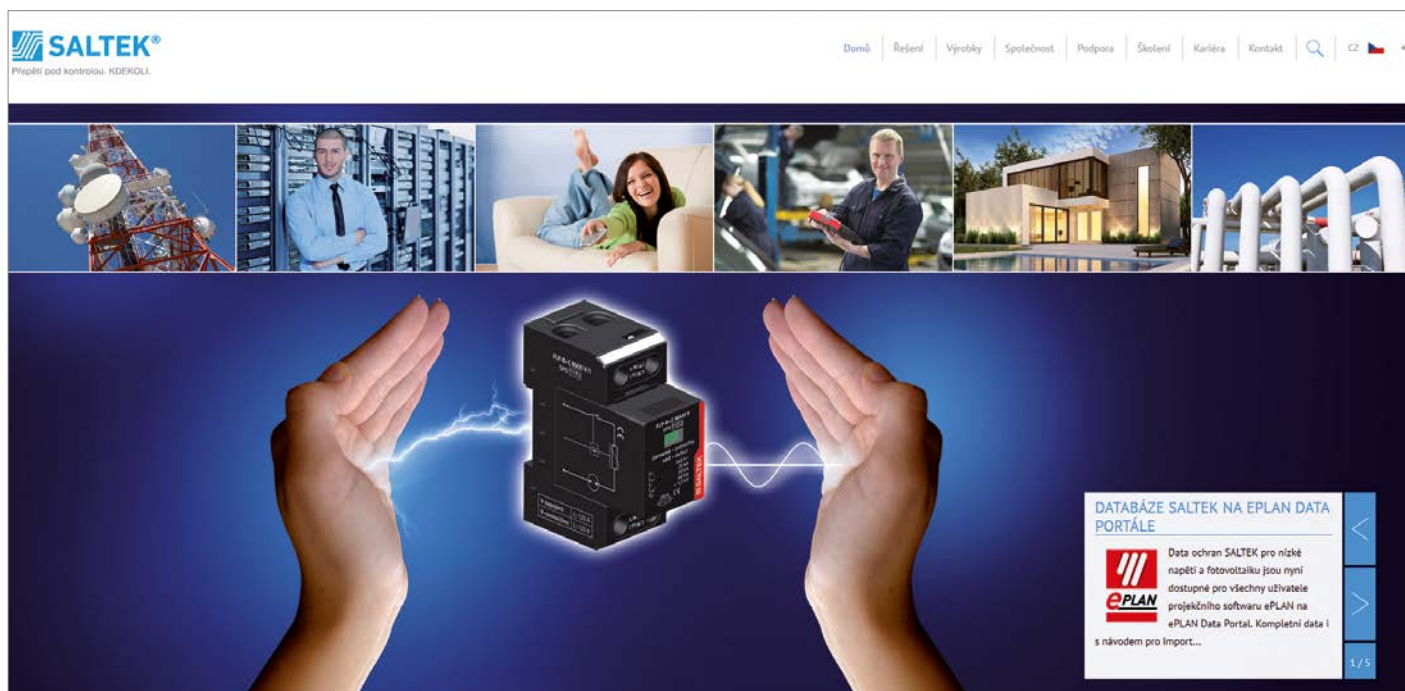 SALTEK®
Přepětí pod kontrolou. KDEKOLI.
Domů Řešení Výrobky Společnost Podpora Školení Kariéra Kontakt CZ
SALTEK
DATABÁZE SALTEK NA EPLAN DATA
PORTÁLE
ePLAN
Data ochran SALTEK pro nízké
napětí a fotovoltaiku jsou nyní
dostupné pro všechny uživatele
projekčního softwaru ePLAN na
ePLAN Data Portal. Kompletní data i
s návodem pro Import...
1/5